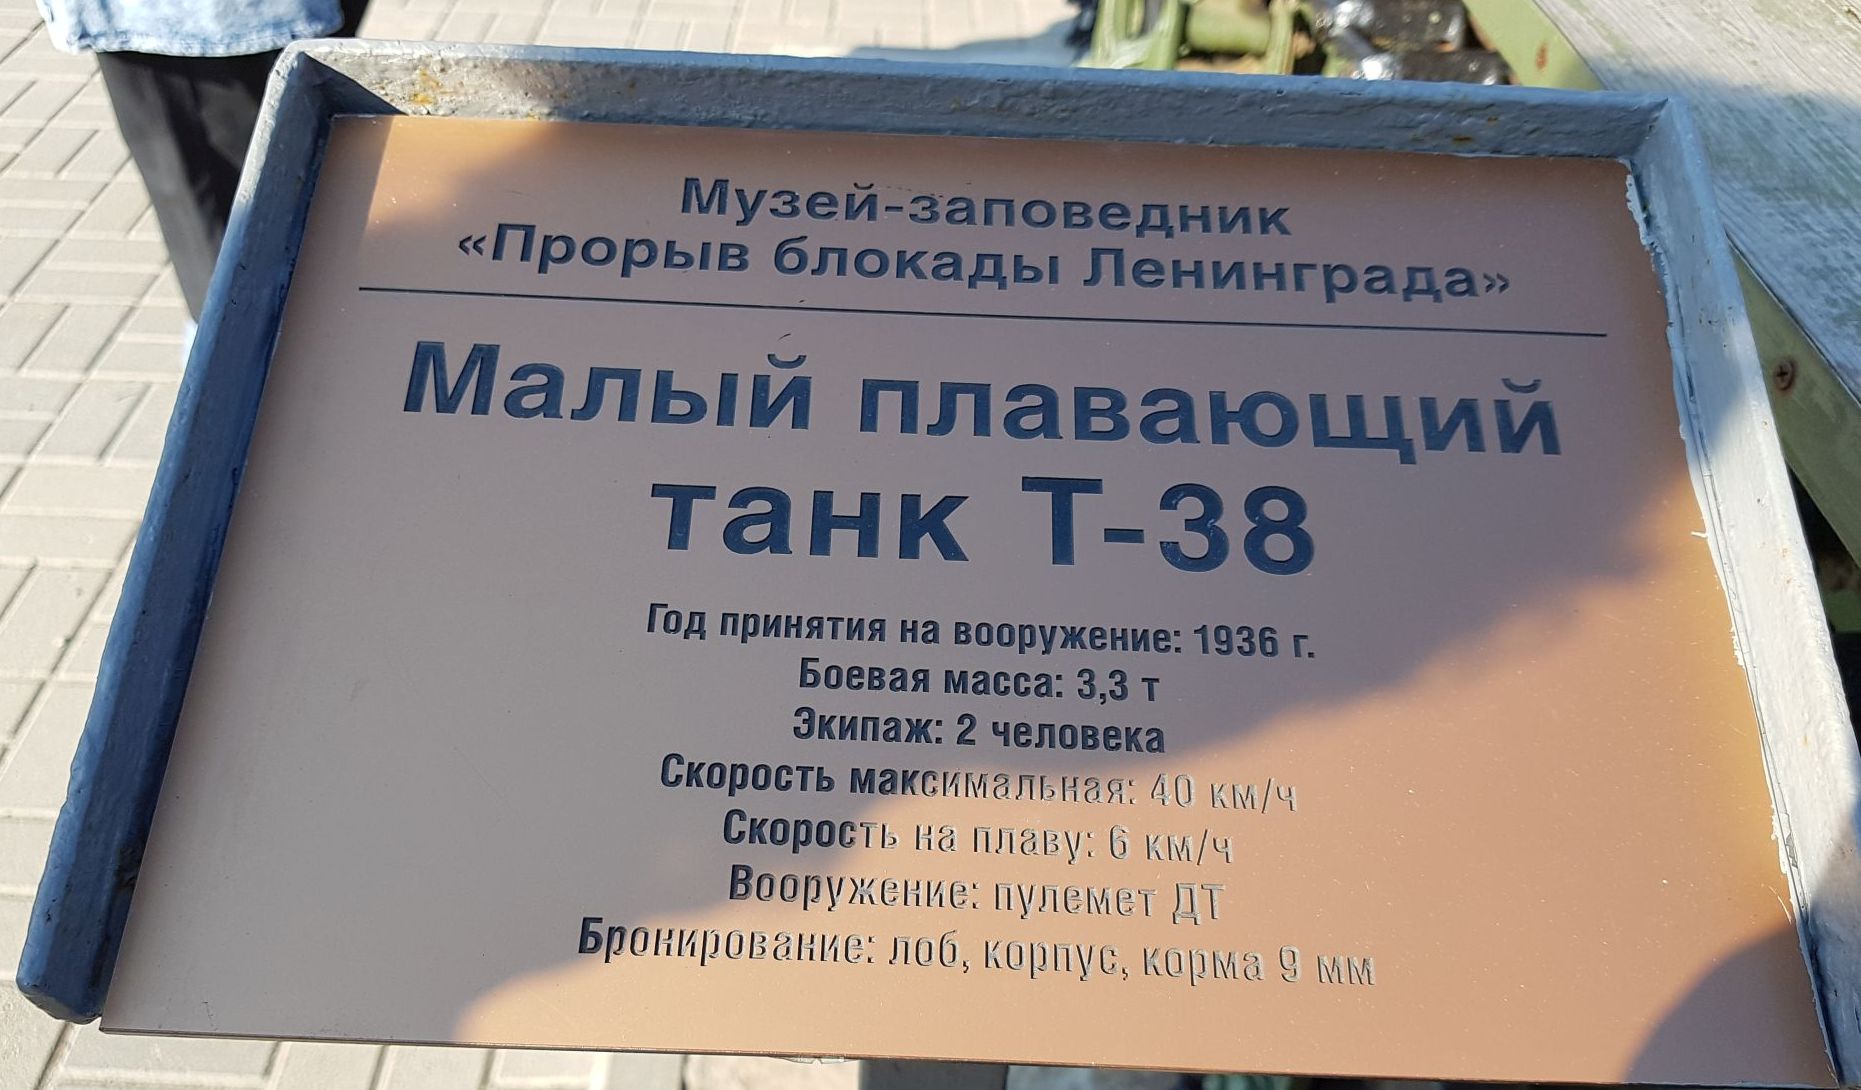 Музей-заповедник
«Прорыв блокады Ленинграда»
Малый плавающий
танк Т-38
Год принятия на вооружение: 1936 г.
Боевая масса: 3,3 т
Экипаж: 2 человека
Скорость максимальная: 40 км/ч
Скорость на плаву: 6 км/ч
Вооружение: пулемет ДТ
Бронирование: лоб, корпус, корма 9 мм